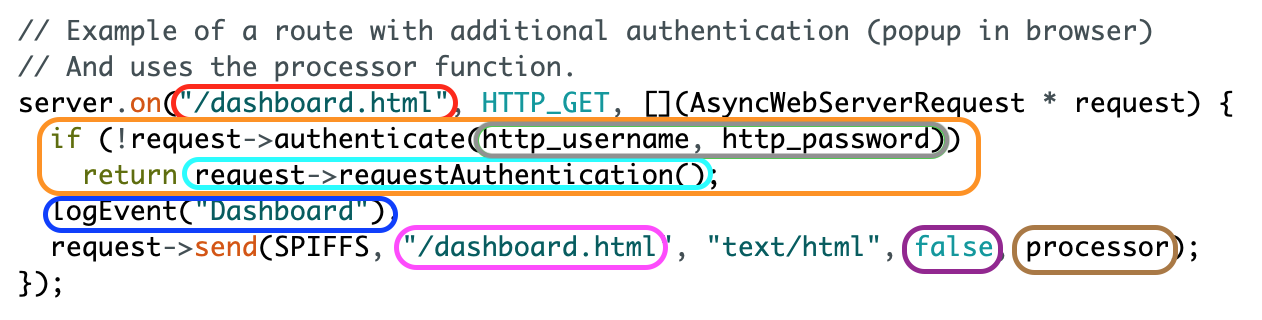 // Example of a route with additional authentication (popup in browser)
// And uses the processor function.
server.on("/dashboard.html", HTTP_GET, [](AsyncWebServerRequest * request) {
if (!request->authenticate(http_username, http_password))
return request->requestAuthentication();
logEvent("Dashboard")
request->send(SPIFFS, "/dashboard.html", "text/html", false, processor);
});